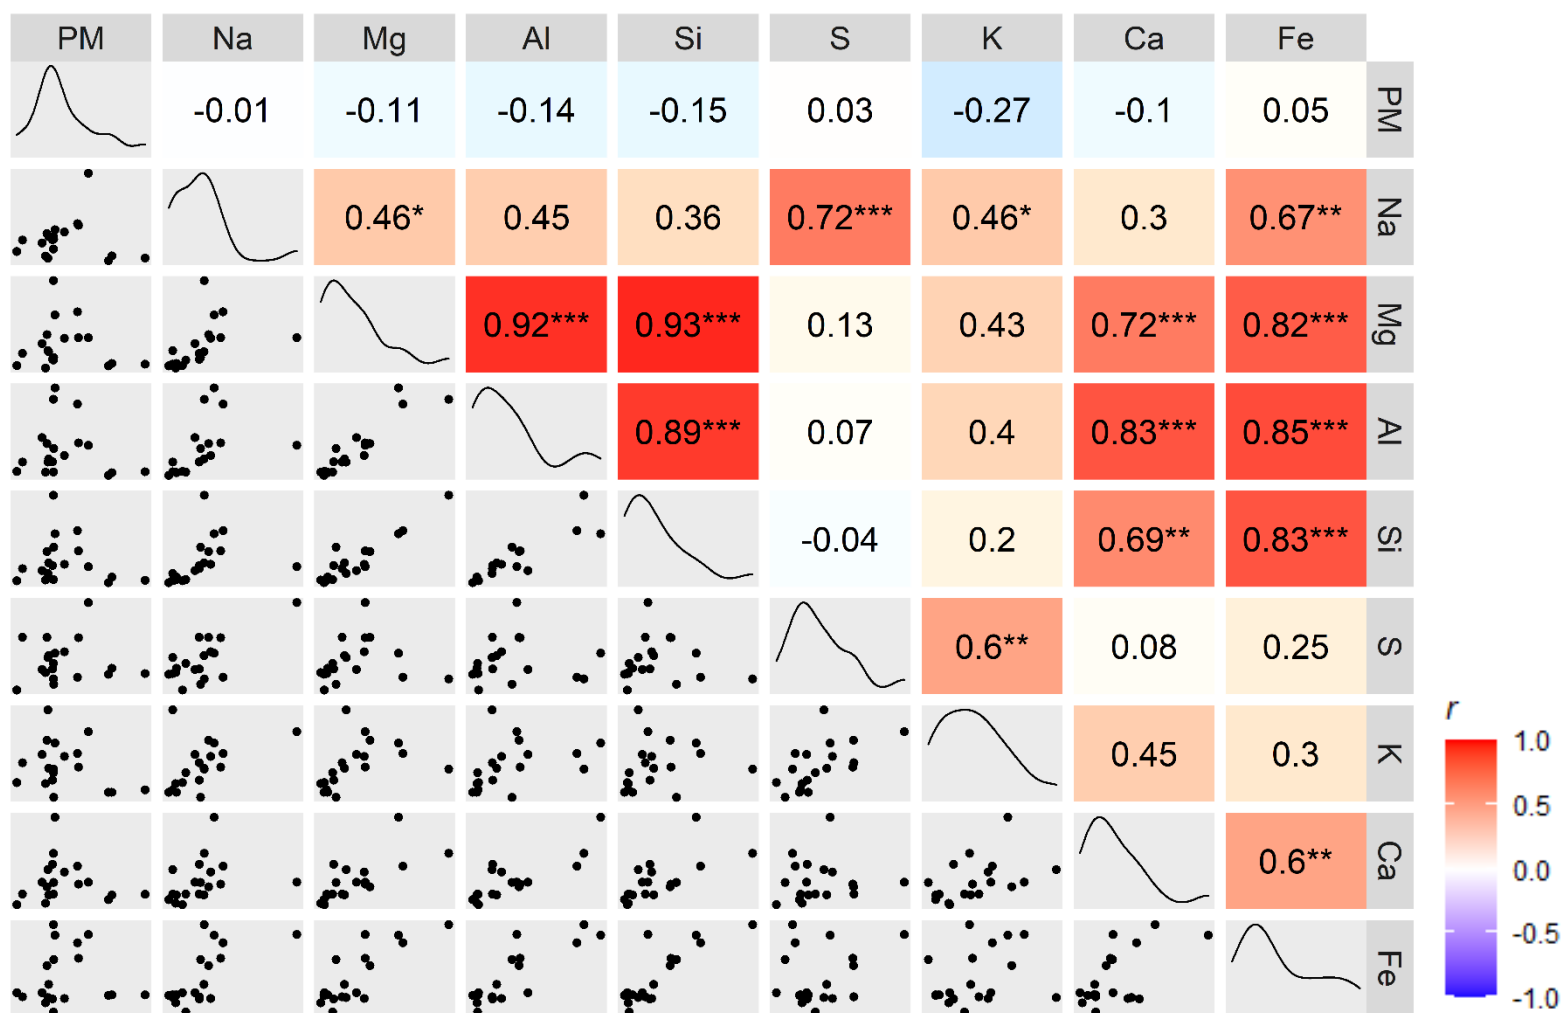 PM Na Mg Al Si S K Ca Fe
-0.01 -0.11 -0.14 -0.15 0.03 -0.27 -0.1 0.05 PM
0.46* 0.45 0.36 0.72*** 0.46* 0.3 0.67** Na
0.92*** 0.93*** 0.13 0.43 0.72*** 0.82*** Mg
0.89*** 0.07 0.4 0.83*** 0.85*** Al
-0.04 0.2 0.69** 0.83*** Si
0.6** 0.08 0.25 S
0.45 0.3 K
0.6** Ca
Fe
r
1.0
0.5
0.0
-0.5
-1.0